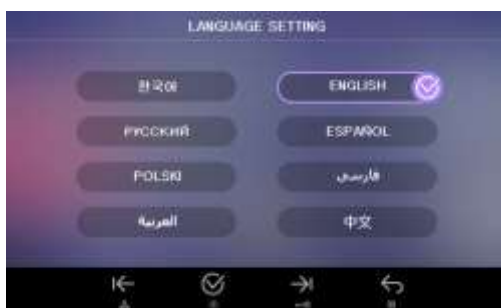 LANGUAGE SETTING
한국어
ENGLISH
РУССКИЙ
ESPAÑOL
POLSKI
فارسی
العربية
中文